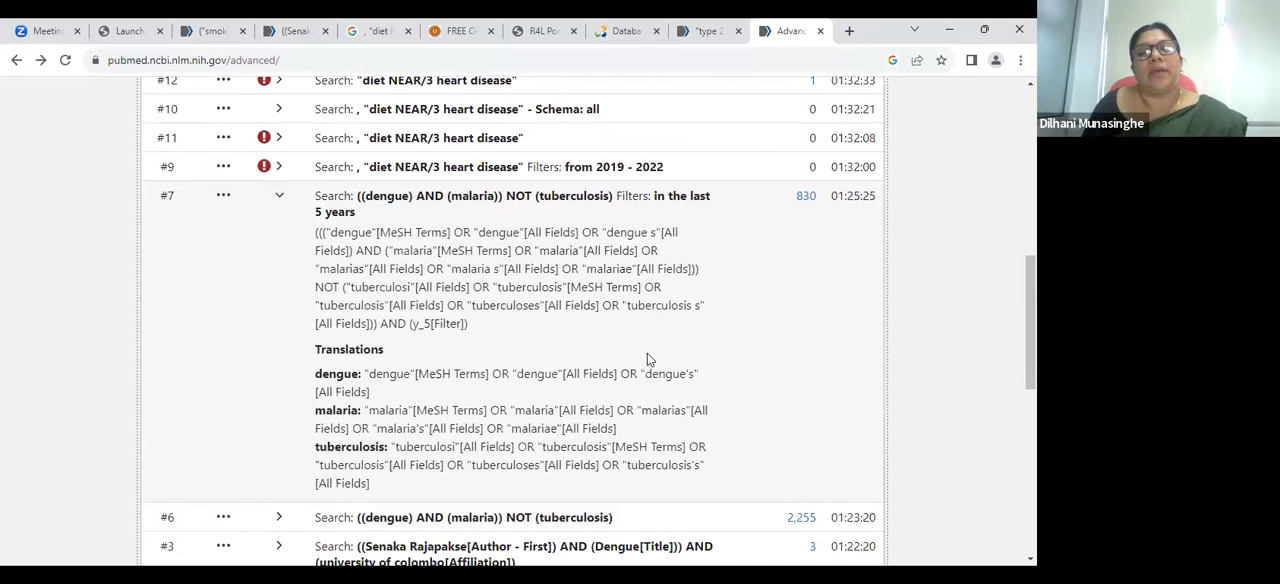 Meetin
Launch
("smok
((Senak
, "diet N
FREE C
R4L Po
Databa
"type 2
Advanc
pubmed.ncbi.nlm.nih.gov/advanced/
Dilhani Munasinghe
#12 ••• Search: "diet NEAR/3 heart disease" 1 01:32:33
#10 ••• Search: , "diet NEAR/3 heart disease" - Schema: all 0 01:32:21
#11 ••• Search: , "diet NEAR/3 heart disease" 0 01:32:08
#9 ••• Search: , "diet NEAR/3 heart disease" Filters: from 2019 - 2022 0 01:32:00
#7 ••• Search: ((dengue) AND (malaria)) NOT (tuberculosis) Filters: in the last 830 01:25:25
5 years
((("dengue"[MeSH Terms] OR "dengue"[All Fields] OR "dengue s"[All
Fields]) AND ("malaria"[MeSH Terms] OR "malaria"[All Fields] OR
"malarias"[All Fields] OR "malaria s"[All Fields] OR "malariae"[All Fields]))
NOT ("tuberculosi"[All Fields] OR "tuberculosis"[MeSH Terms] OR
"tuberculosis"[All Fields] OR "tuberculoses"[All Fields] OR "tuberculosis s"
[All Fields])) AND (y_5[Filter])
Translations
dengue: "dengue"[MeSH Terms] OR "dengue"[All Fields] OR "dengue's"
[All Fields]
malaria: "malaria"[MeSH Terms] OR "malaria"[All Fields] OR "malarias"[All
Fields] OR "malaria's"[All Fields] OR "malariae"[All Fields]
tuberculosis: "tuberculosi"[All Fields] OR "tuberculosis"[MeSH Terms] OR
"tuberculosis"[All Fields] OR "tuberculoses"[All Fields] OR "tuberculosis's"
[All Fields]
#6 ••• Search: ((dengue) AND (malaria)) NOT (tuberculosis) 2,255 01:23:20
#3 ••• Search: ((Senaka Rajapakse[Author - First]) AND (Dengue[Title])) AND 3 01:22:20
(university of colombo[Affiliation])